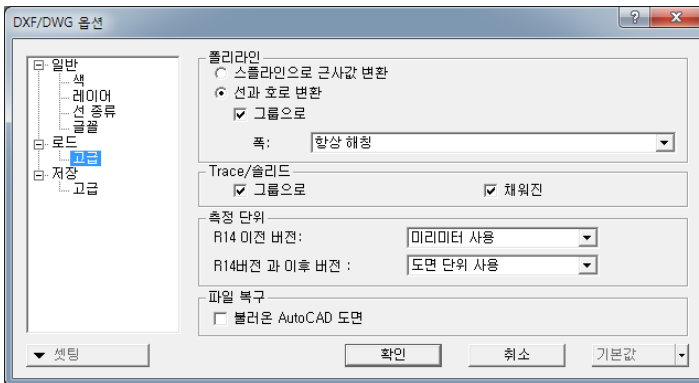 DXF/DWG 옵션
일반
색
레이어
선 종류
글꼴
로드
고급
저장
고급
폴리라인
스플라인으로 근사값 변환
선과 호로 변환
그룹으로
폭: 항상 해칭
Trace/솔리드
그룹으로 채워진
측정 단위
R14 이전 버전: 미리미터 사용
R14버전 과 이후 버전 : 도면 단위 사용
파일 복구
불러온 AutoCAD 도면
셋팅 확인 취소 기본값